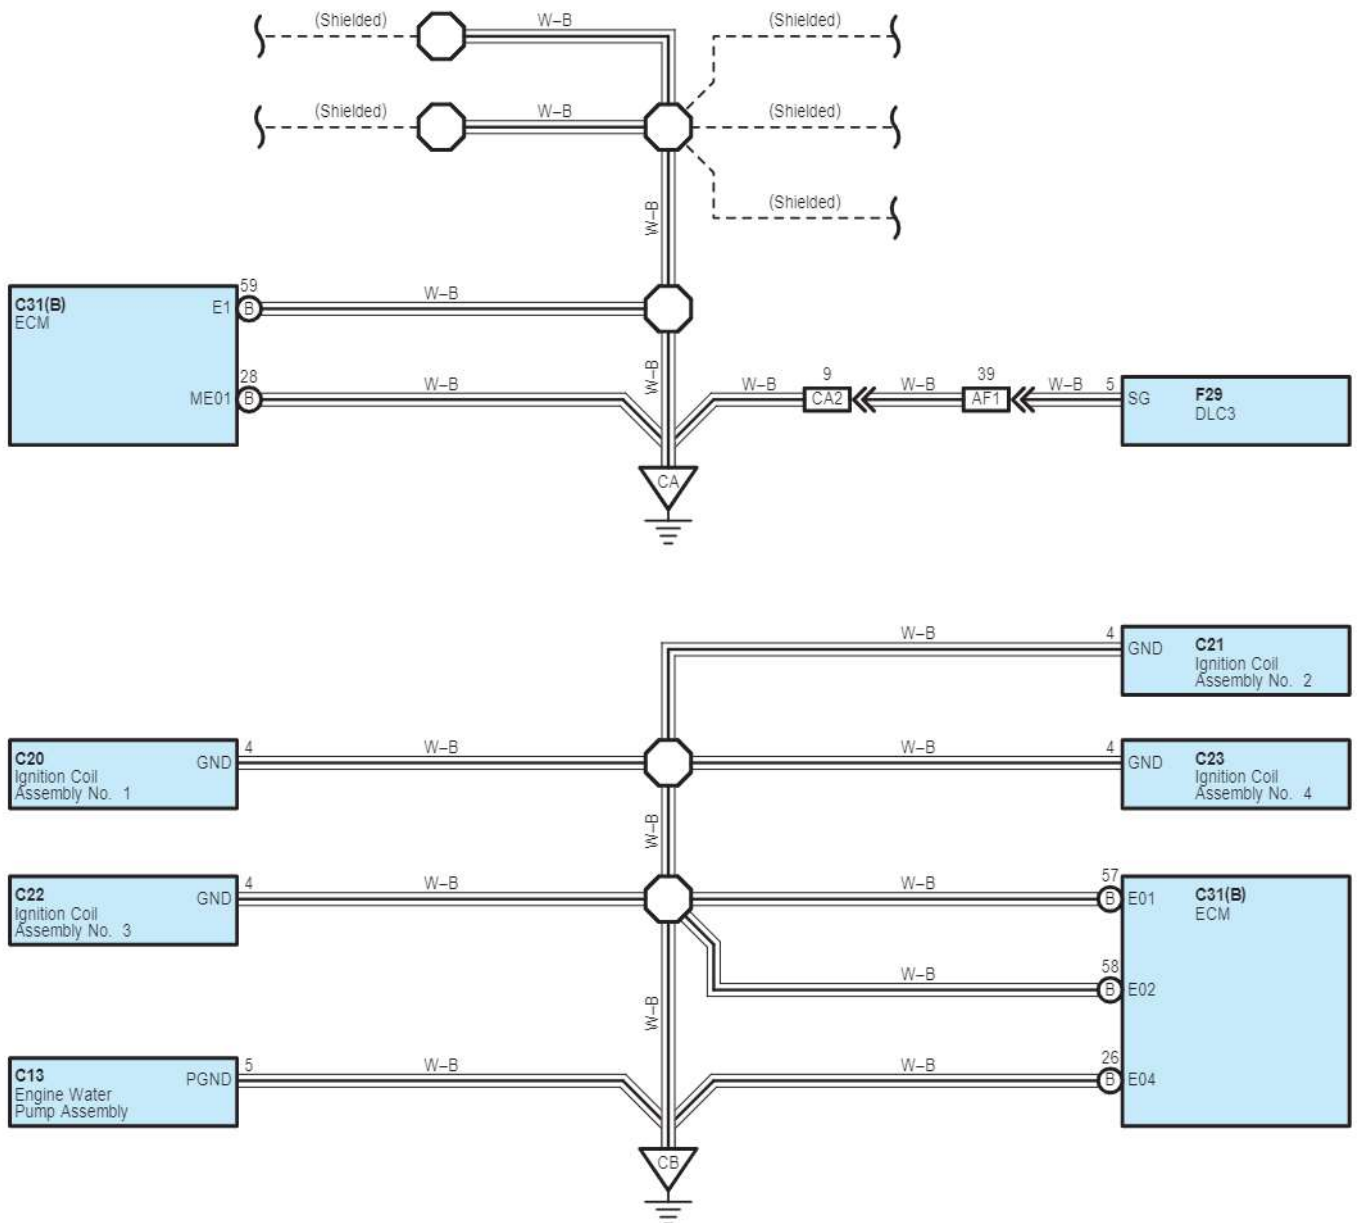 (Shielded)
W–B
(Shielded)
(Shielded)
W–B
(Shielded)
(Shielded)
W–B
59
C31(B)
ECM
E1
B
W–B
W–B
28
ME01
B
W–B
W–B
9
CA2
W–B
39
AF1
W–B
5
SG
F29
DLC3
CA
W–B
4
GND
C21
Ignition Coil
Assembly No. 2
C20
Ignition Coil
Assembly No. 1
GND
4
W–B
W–B
4
GND
C23
Ignition Coil
Assembly No. 4
W–B
C22
Ignition Coil
Assembly No. 3
GND
4
W–B
W–B
57
B
E01
C31(B)
ECM
W–B
58
B
E02
W–B
C13
Engine Water
Pump Assembly
PGND
5
W–B
W–B
26
B
E04
CB